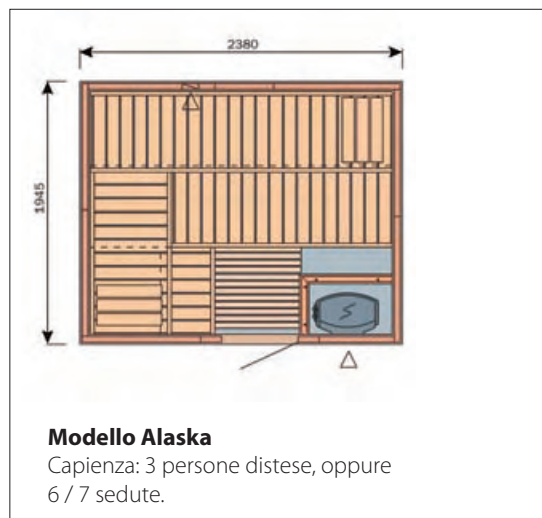 2380
1945
Modello Alaska
Capienza: 3 persone distese, oppure
6 / 7 sedute.